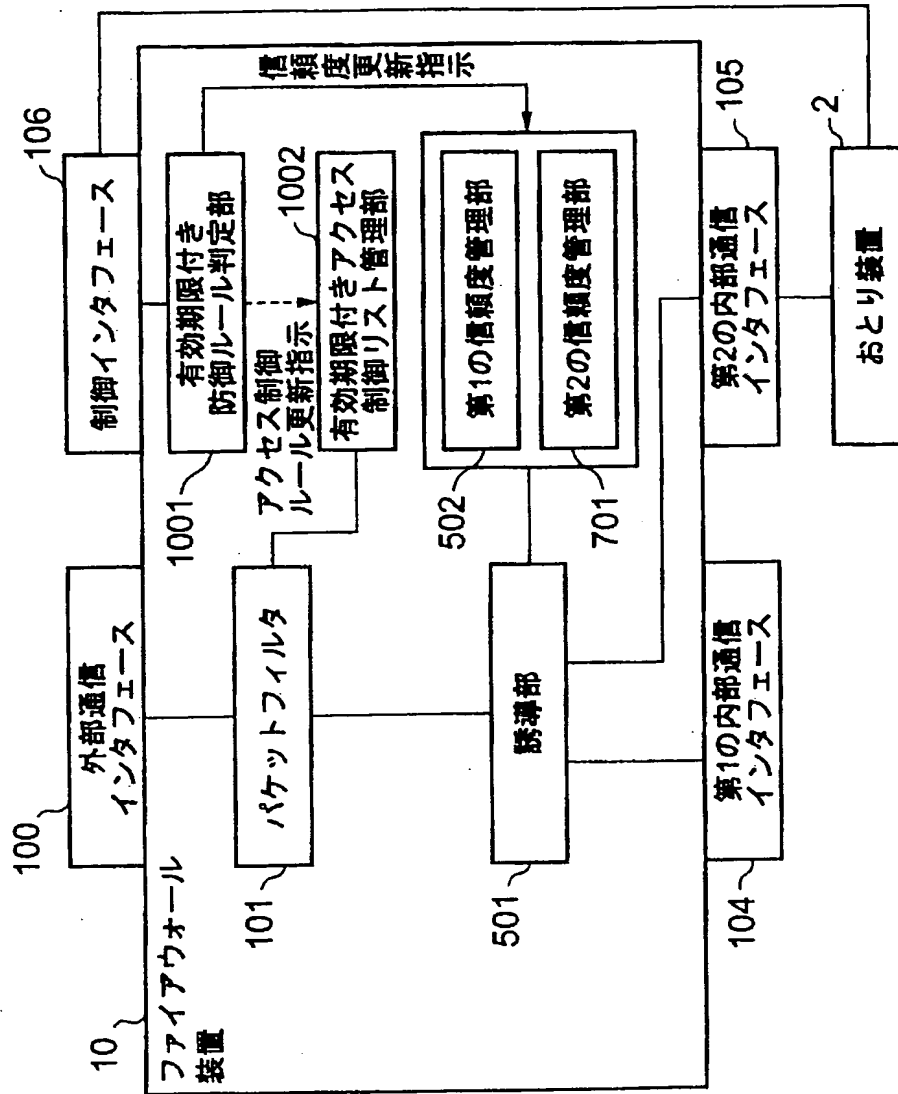 10
ファイアウォール
装置
100
外部通信
インタフェース
106
制御インタフェース
101
パケットフィルタ
1001
有効期限付き
防御ルール判定部
信頼度更新指示
アクセス制御
ルール更新指示
1002
有効期限付きアクセス
制御リスト管理部
501
誘導部
502
第1の信頼度管理部
701
第2の信頼度管理部
104
第1の内部通信
インタフェース
105
第2の内部通信
インタフェース
2
おとり装置